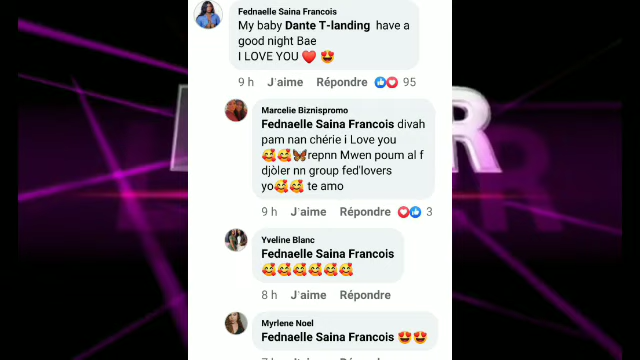 Fednaelle Saina Francois
My baby Dante T-landing have a
good night Bae
I LOVE YOU ❤️ 😍
9 h J'aime Répondre 95
Marcelie Biznispromo
Fednaelle Saina Francois divah
pam nan chérie i Love you
🥰🥰🦋repnn Mwen poum al f
djòler nn group fed'lovers
yo🥰🥰 te amo
9 h J'aime Répondre 3
Yveline Blanc
Fednaelle Saina Francois
🥰🥰🥰🥰🥰🥰
8 h J'aime Répondre
Myrlene Noel
Fednaelle Saina Francois 😍😍